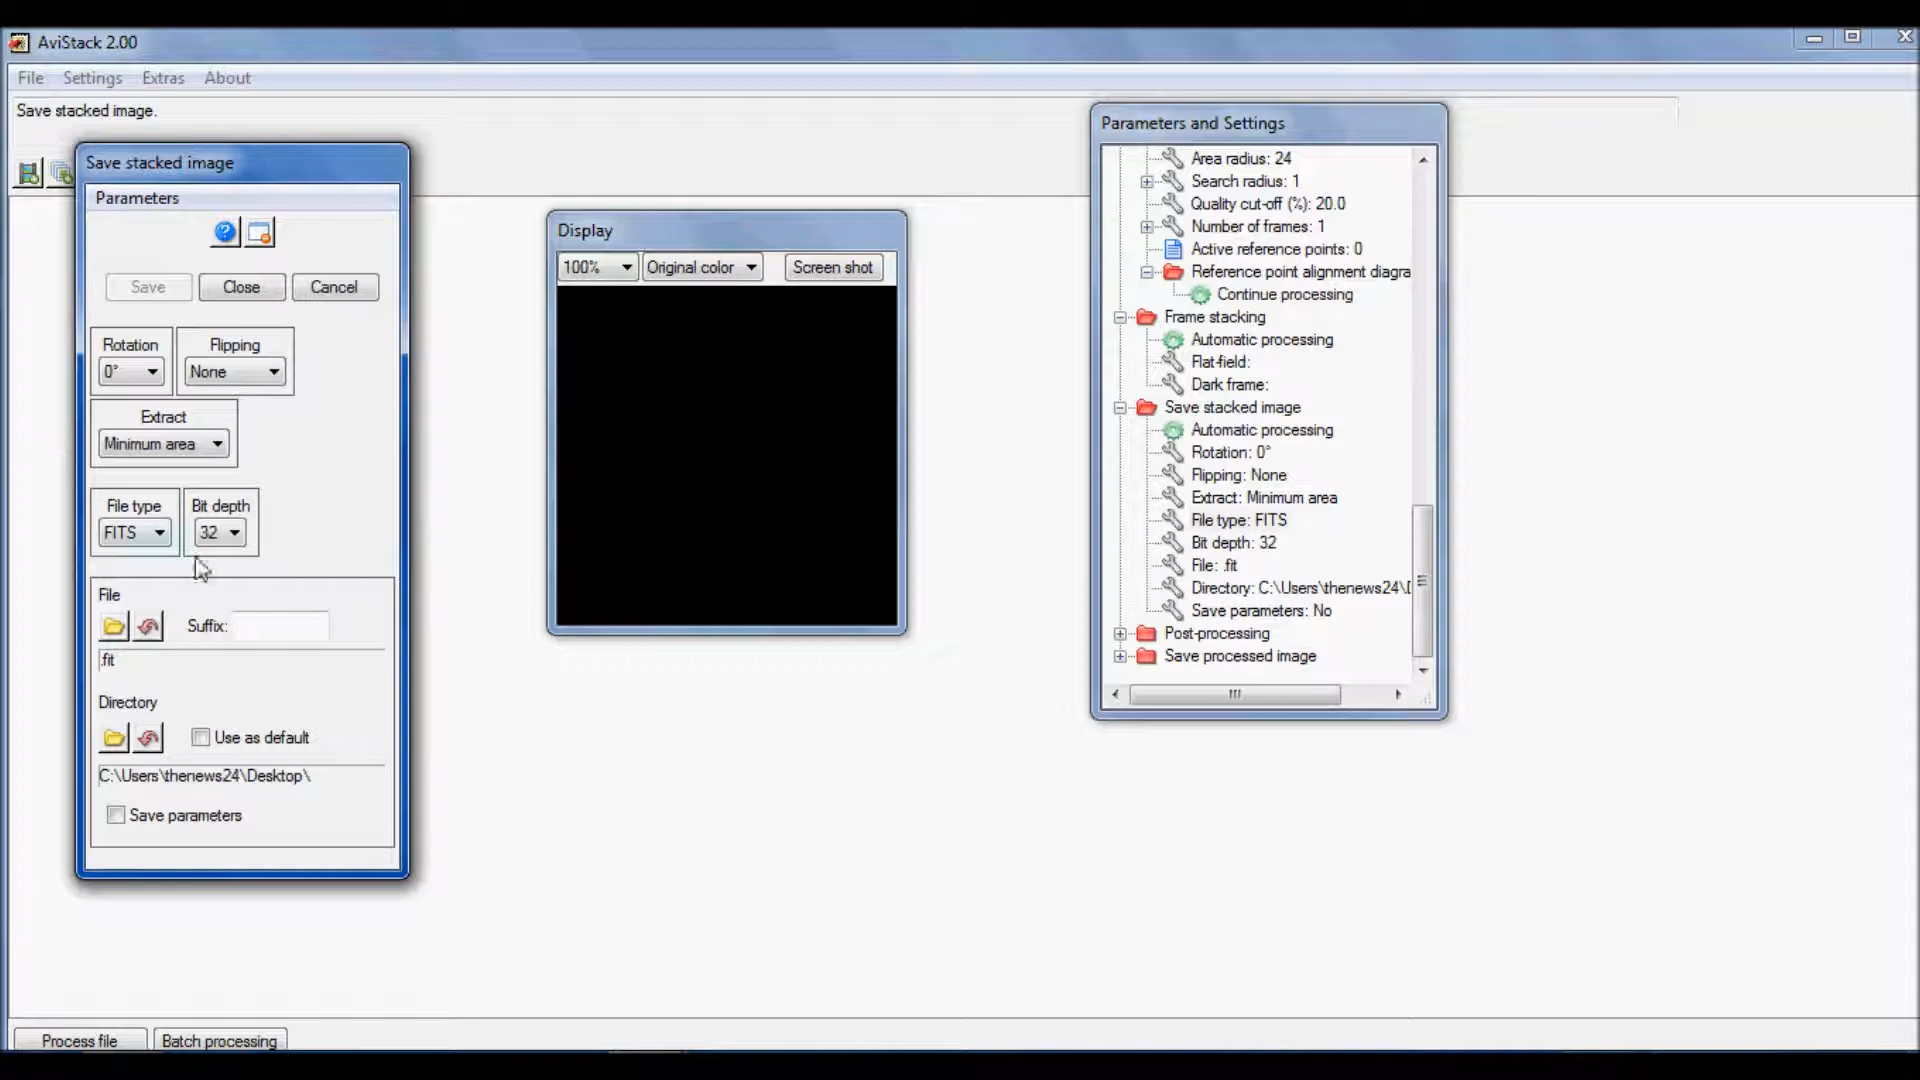 AviStack 2.00
File Settings Extras About
Save stacked image.
Save stacked image
Parameters
Save Close Cancel
Rotation Flipping
0° None
Extract
Minimum area
File type Bit depth
FITS 32
File
Suffix:
.fit
Directory
Use as default
C:\Users\thenews24\Desktop\
Save parameters
Display
100% Original color Screen shot
Parameters and Settings
Area radius: 24
Search radius: 1
Quality cut-off (%): 20.0
Number of frames: 1
Active reference points: 0
Reference point alignment diagra
Continue processing
Frame stacking
Automatic processing
Flat-field:
Dark frame:
Save stacked image
Automatic processing
Rotation: 0°
Flipping: None
Extract: Minimum area
File type: FITS
Bit depth: 32
File: .fit
Directory: C:\Users\thenews24\D
Save parameters: No
Post-processing
Save processed image
Process file Batch processing